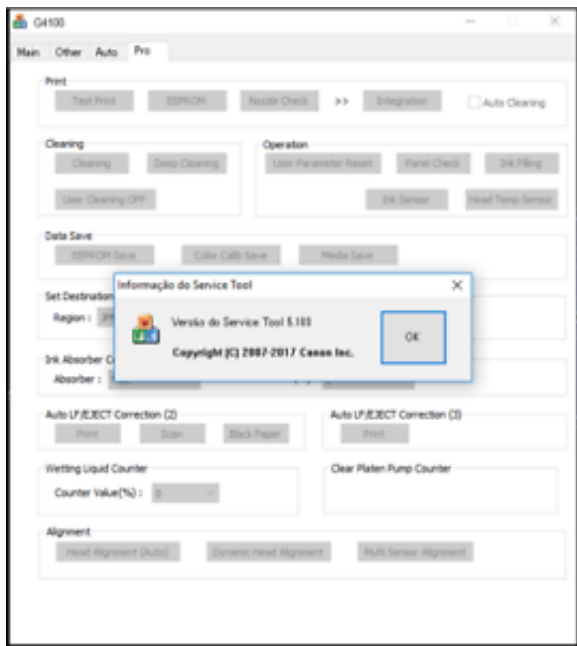 G4100
Main Other Auto Pro
Print
Test Print EEPROM Nozzle Check >> Integration Auto Cleaning
Cleaning Operation
Cleaning Deep Cleaning User Parameter Reset Panel Check Ink Filling
User Cleaning OFF Ink Sensor Head Temp Sensor
Data Save
EEPROM Save Color Calib Save Media Save
Informação do Service Tool
Set Destination
Region :
Versão do Service Tool 5.103
OK
Copyright (C) 2007-2017 Canon Inc.
Ink Absorber C
Absorber :
Auto LF/EJECT Correction (2) Auto LF/EJECT Correction (3)
Print Scan Black Paper Print
Wetting Liquid Counter Clear Platen Pump Counter
Counter Value(%) : 0
Alignment
Head Alignment (Auto) Dynamic Head Alignment Multi Sensor Alignment